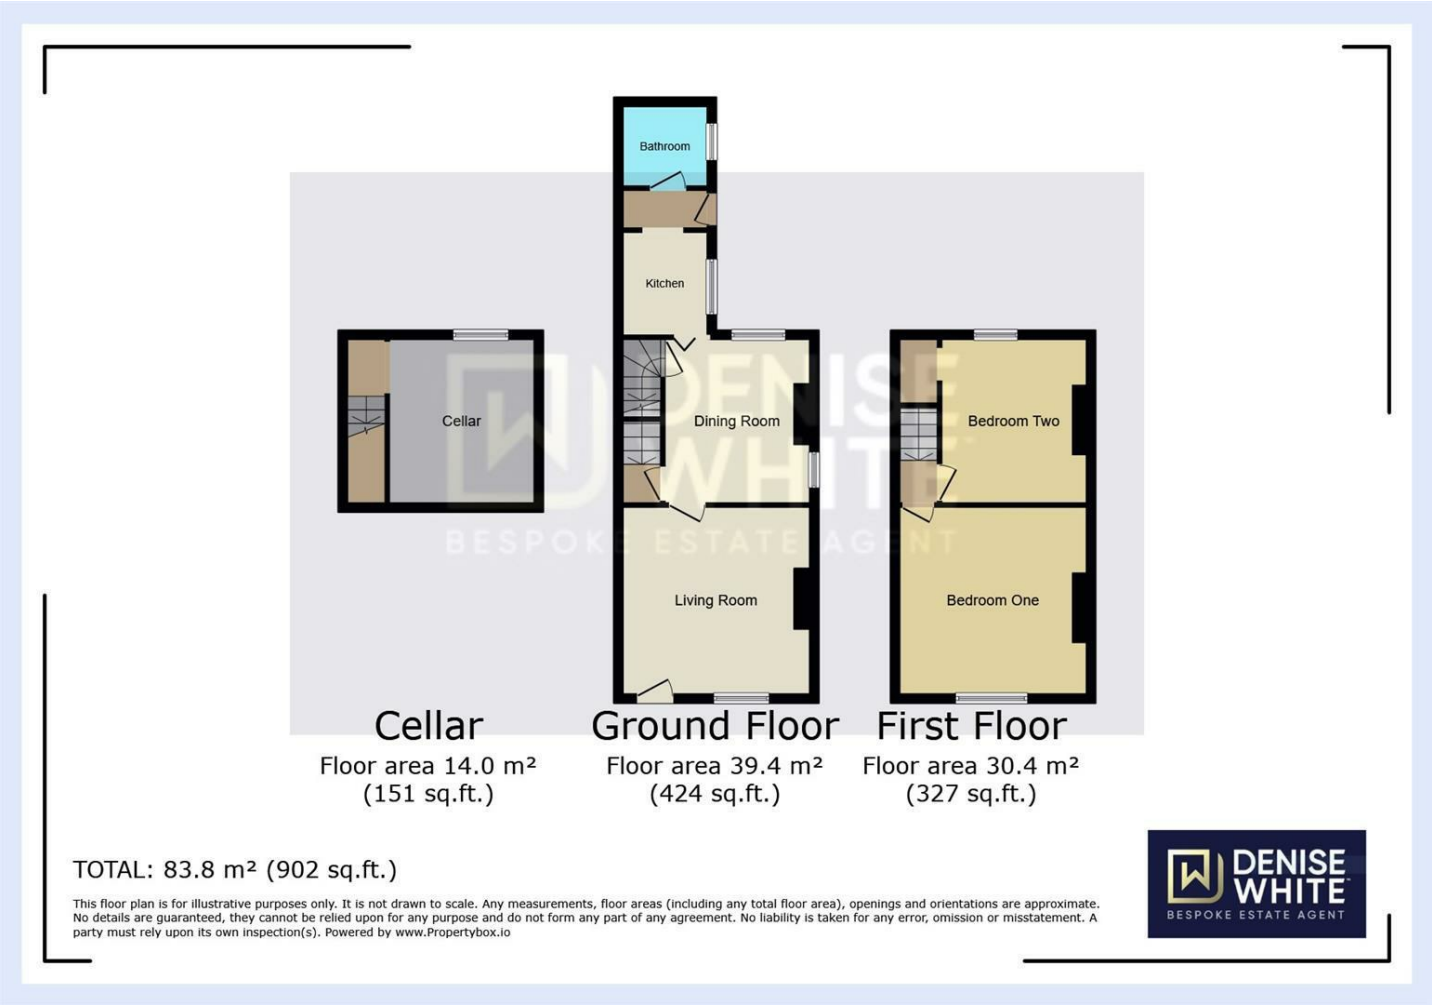 Bathroom
Kitchen
Cellar
Dining Room
Bedroom Two
DENISE
WHITE
BESPOKE ESTATE AGENT
Living Room
Bedroom One
Cellar
Floor area 14.0 m²
(151 sq.ft.)
Ground Floor
Floor area 39.4 m²
(424 sq.ft.)
First Floor
Floor area 30.4 m²
(327 sq.ft.)
TOTAL: 83.8 m² (902 sq.ft.)
This floor plan is for illustrative purposes only. It is not drawn to scale. Any measurements, floor areas (including any total floor area), openings and orientations are approximate.
No details are guaranteed, they cannot be relied upon for any purpose and do not form any part of any agreement. No liability is taken for any error, omission or misstatement. A
party must rely upon its own inspection(s). Powered by www.Propertybox.io
DENISE
WHITE™
BESPOKE ESTATE AGENT